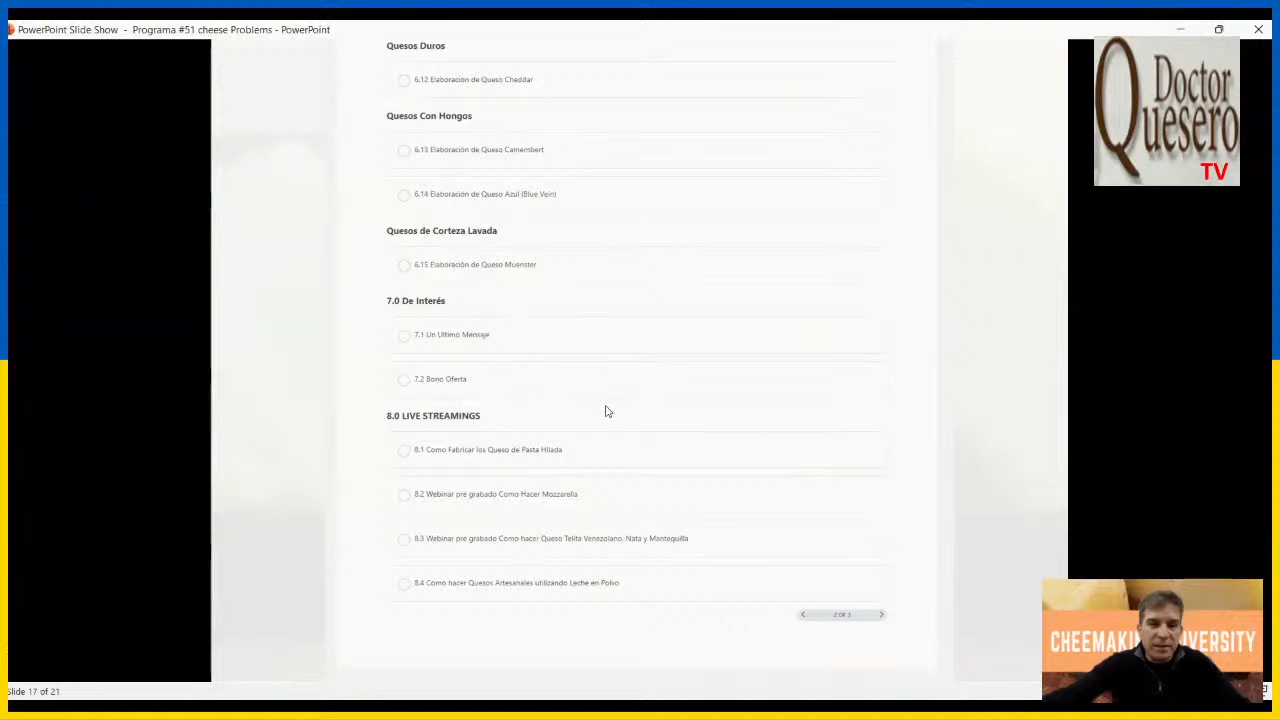 PowerPoint Slide Show - Programa #51 cheese Problems - PowerPoint
Doctor
Quesero
TV
Quesos Duros
6.12 Elaboración de Queso Cheddar
Quesos Con Hongos
6.13 Elaboración de Queso Camembert
6.14 Elaboración de Queso Azul (Blue Vein)
Quesos de Corteza Lavada
6.15 Elaboración de Queso Muenster
7.0 De Interés
7.1 Un Ultimo Mensaje
7.2 Bono Oferta
8.0 LIVE STREAMINGS
8.1 Como Fabricar los Queso de Pasta Hilada
8.2 Webinar pre grabado Como Hacer Mozzarella
8.3 Webinar pre grabado Como hacer Queso Telita Venezolano. Nata y Mantequilla
8.4 Como hacer Quesos Artesanales utilizando Leche en Polvo
2 OF 3
CHEEMAKIN VERSITY
Slide 17 of 21